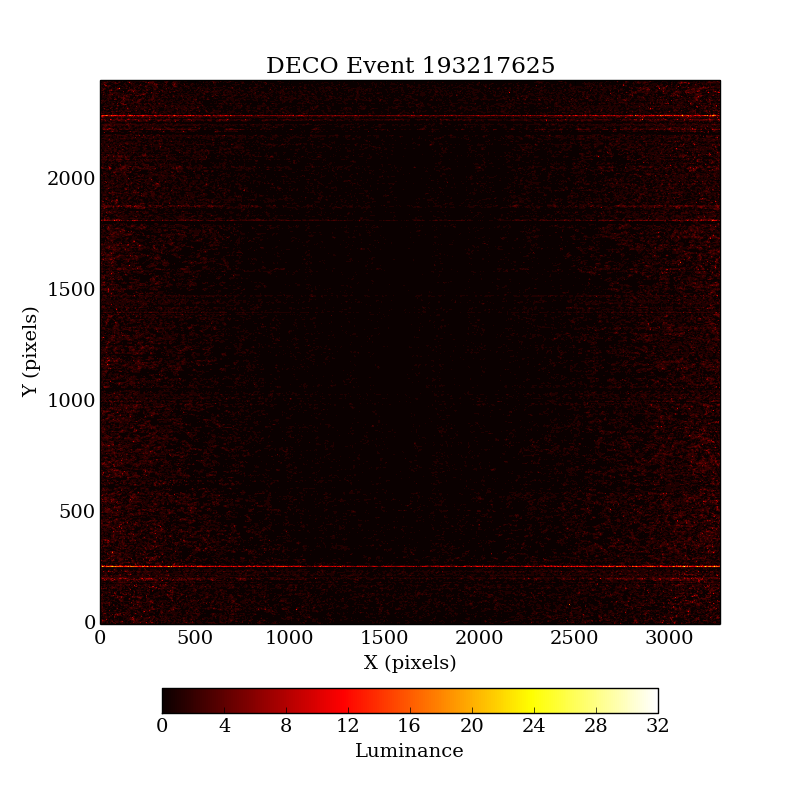 DECO Event 193217625
2000
1500
1000
500
0
Y (pixels)
0 500 1000 1500 2000 2500 3000
X (pixels)
0 4 8 12 16 20 24 28 32
Luminance